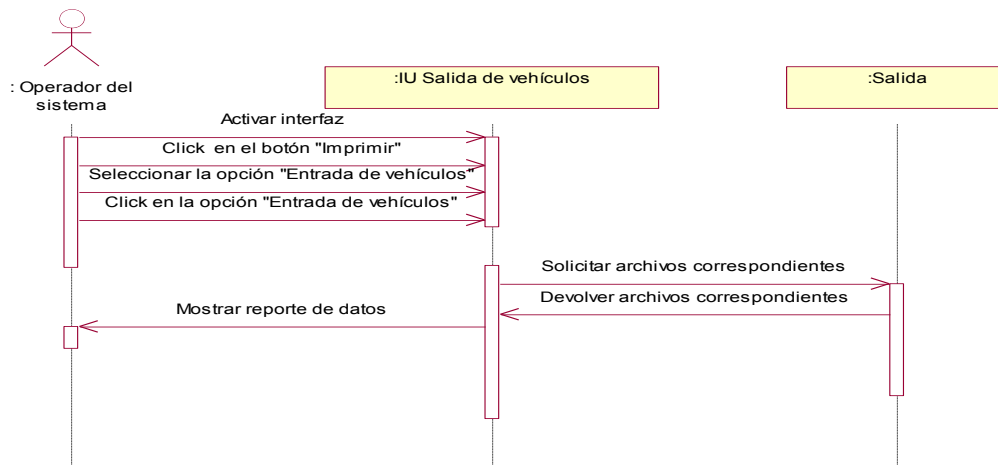 : Operador del
sistema
:IU Salida de vehículos
:Salida
Activar interfaz
Click en el botón "Imprimir"
Seleccionar la opción "Entrada de vehículos"
Click en la opción "Entrada de vehículos"
Solicitar archivos correspondientes
Devolver archivos correspondientes
Mostrar reporte de datos